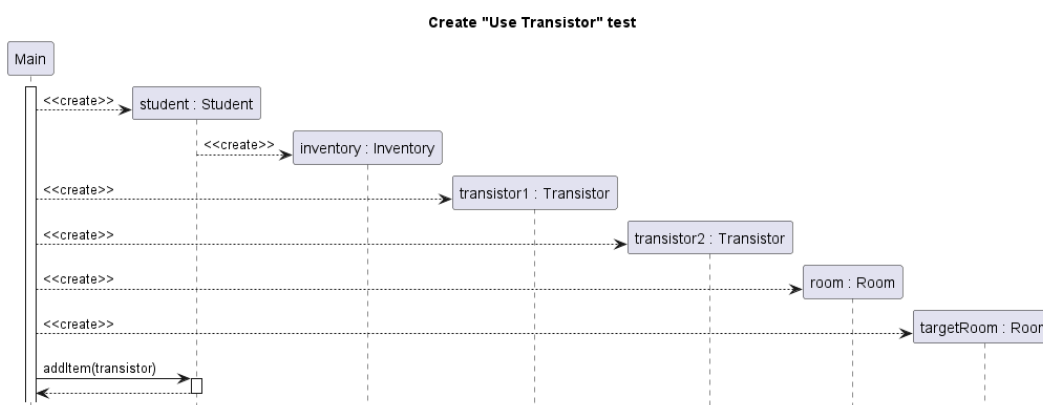 Create "Use Transistor" test
Main
<<create>>
student : Student
<<create>>
inventory : Inventory
<<create>>
transistor1 : Transistor
<<create>>
transistor2 : Transistor
<<create>>
room : Room
<<create>>
targetRoom : Room
addItem(transistor)